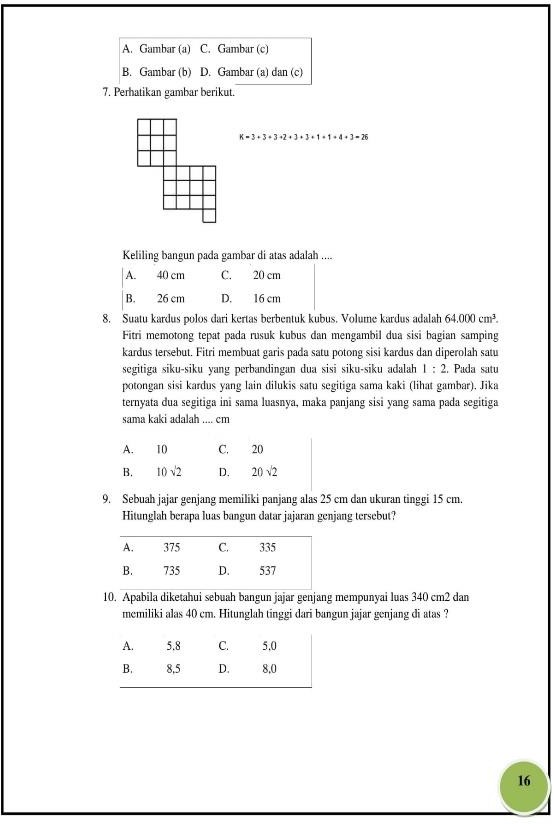 A. Gambar (a) C. Gambar (c)
B. Gambar (b) D. Gambar (a) dan (c)
7. Perhatikan gambar berikut.
K = 3 + 3 + 3 +2 + 3 + 3 + 1 + 1 + 4 + 3 = 26
Keliling bangun pada gambar di atas adalah ....
A. 40 cm C. 20 cm
B. 26 cm D. 16 cm
8. Suatu kardus polos dari kertas berbentuk kubus. Volume kardus adalah 64.000 cm³.
Fitri memotong tepat pada rusuk kubus dan mengambil dua sisi bagian samping
kardus tersebut. Fitri membuat garis pada satu potong sisi kardus dan diperolah satu
segitiga siku-siku yang perbandingan dua sisi siku-siku adalah 1 : 2. Pada satu
potongan sisi kardus yang lain dilukis satu segitiga sama kaki (lihat gambar). Jika
ternyata dua segitiga ini sama luasnya, maka panjang sisi yang sama pada segitiga
sama kaki adalah .... cm
A. 10 C. 20
B. 10 √2 D. 20 √2
9. Sebuah jajar genjang memiliki panjang alas 25 cm dan ukuran tinggi 15 cm.
Hitunglah berapa luas bangun datar jajaran genjang tersebut?
A. 375 C. 335
B. 735 D. 537
10. Apabila diketahui sebuah bangun jajar genjang mempunyai luas 340 cm2 dan
memiliki alas 40 cm. Hitunglah tinggi dari bangun jajar genjang di atas ?
A. 5,8 C. 5,0
B. 8,5 D. 8,0
16